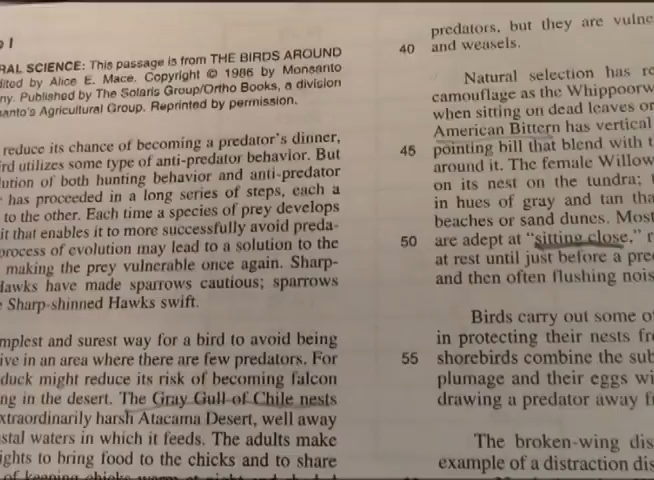 I
RAL SCIENCE: This passage is from THE BIRDS AROUND
dited by Alice E. Mace. Copyright © 1986 by Monsanto
ny. Published by The Solaris Group/Ortho Books, a division
santo's Agricultural Group. Reprinted by permission.
reduce its chance of becoming a predator's dinner,
ird utilizes some type of anti-predator behavior. But
lution of both hunting behavior and anti-predator
has proceeded in a long series of steps, each a
to the other. Each time a species of prey develops
it that enables it to more successfully avoid preda-
process of evolution may lead to a solution to the
making the prey vulnerable once again. Sharp-
Hawks have made sparrows cautious; sparrows
Sharp-shinned Hawks swift.
mplest and surest way for a bird to avoid being
ive in an area where there are few predators. For
duck might reduce its risk of becoming falcon
ng in the desert. The Gray Gull of Chile nests
xtraordinarily harsh Atacama Desert, well away
stal waters in which it feeds. The adults make
ights to bring food to the chicks and to share
of keeping chicks warm at night and
predators, but they are vulne
40 and weasels.
Natural selection has re
camouflage as the Whippoorw
when sitting on dead leaves or
American Bittern has vertical
45 pointing bill that blend with t
around it. The female Willow
on its nest on the tundra; t
in hues of gray and tan tha
beaches or sand dunes. Most
50 are adept at "sitting close," r
at rest until just before a pre
and then often flushing nois
Birds carry out some of
in protecting their nests fr
55 shorebirds combine the sub
plumage and their eggs wi
drawing a predator away f
The broken-wing dis
example of a distraction dis